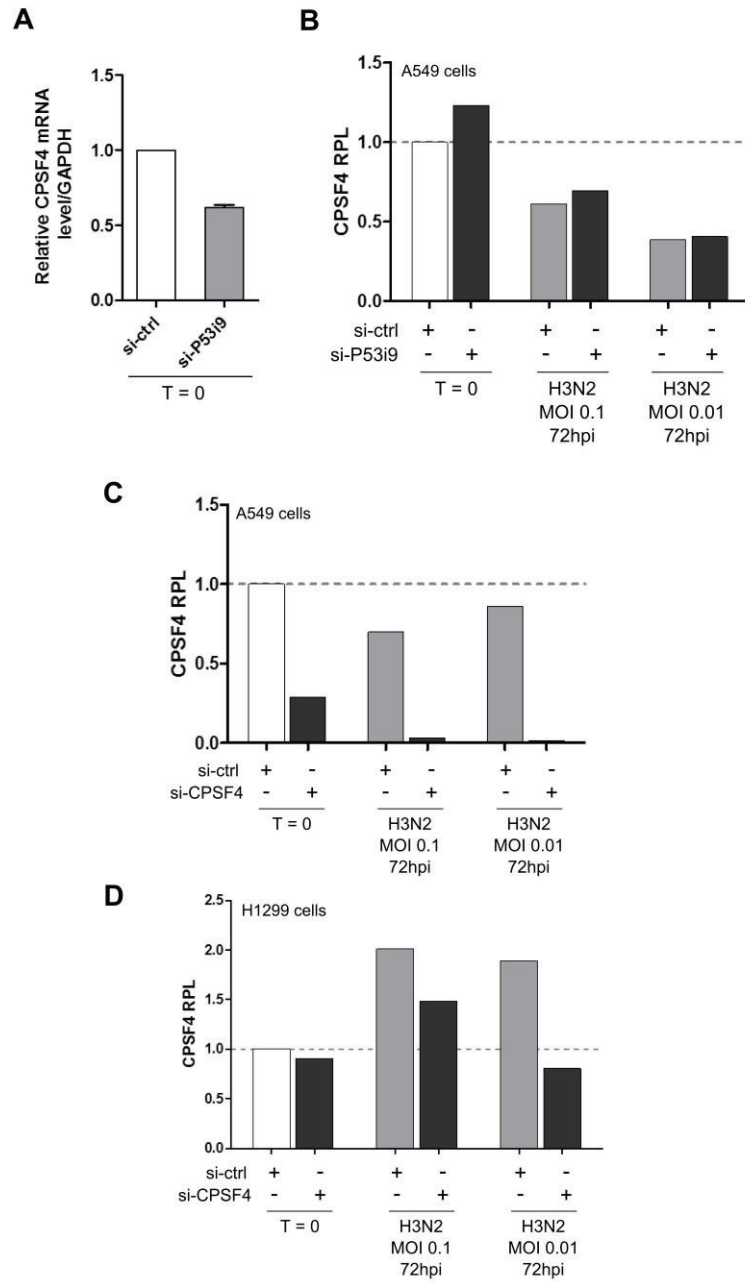 A
Relative CPSF4 mRNA
level/GAPDH
1.5
1.0
0.5
0.0
si-ctrl
si-P53i9
T = 0
B
A549 cells
CPSF4 RPL
1.5
1.0
0.5
0.0
si-ctrl + - + - + -
si-P53i9 - + - + - +
T = 0 H3N2 H3N2
MOI 0.1 MOI 0.01
72hpi 72hpi
C
A549 cells
CPSF4 RPL
1.5
1.0
0.5
0.0
si-ctrl + - + - + -
si-CPSF4 - + - + - +
T = 0 H3N2 H3N2
MOI 0.1 MOI 0.01
72hpi 72hpi
D
H1299 cells
CPSF4 RPL
2.5
2.0
1.5
1.0
0.5
0.0
si-ctrl + - + - + -
si-CPSF4 - + - + - +
T = 0 H3N2 H3N2
MOI 0.1 MOI 0.01
72hpi 72hpi